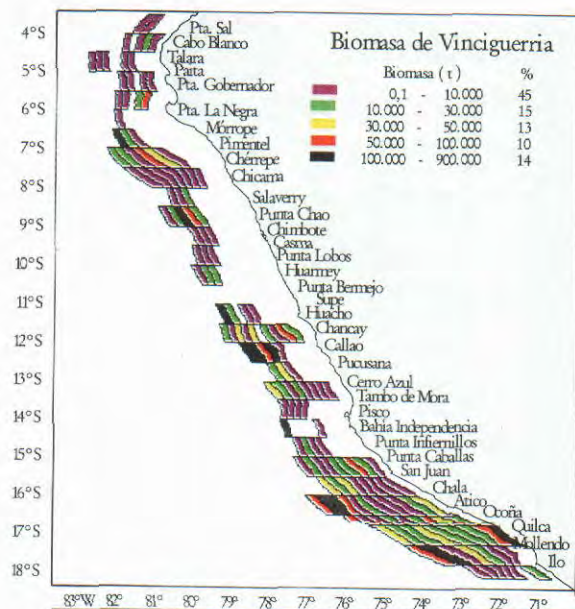 Biomasa de Vinciguerria
Biomasa (t) %
0,1 - 10.000 45
10.000 - 30.000 15
30.000 - 50.000 13
50.000 - 100.000 10
100.000 - 900.000 14
4°S
5°S
6°S
7°S
8°S
9°S
10°S
11°S
12°S
13°S
14°S
15°S
16°S
17°S
18°S
Pta. Sal
Cabo Blanco
Talara
Paita
Pta. Gobernador
Pta. La Negra
Mórrope
Pimentel
Chérrepe
Chicama
Salaverry
Punta Chao
Chimbote
Casma
Punta Lobos
Huarmey
Punta Bermejo
Supe
Huacho
Chancay
Callao
Pucusana
Cerro Azul
Tambo de Mora
Pisco
Bahía Independencia
Punta Infiernillos
Punta Caballas
San Juan
Chala
Atico
Ocoña
Quilca
Mollendo
Ilo
83°W 82° 81° 80° 79° 78° 77° 76° 75° 74° 73° 72° 71°